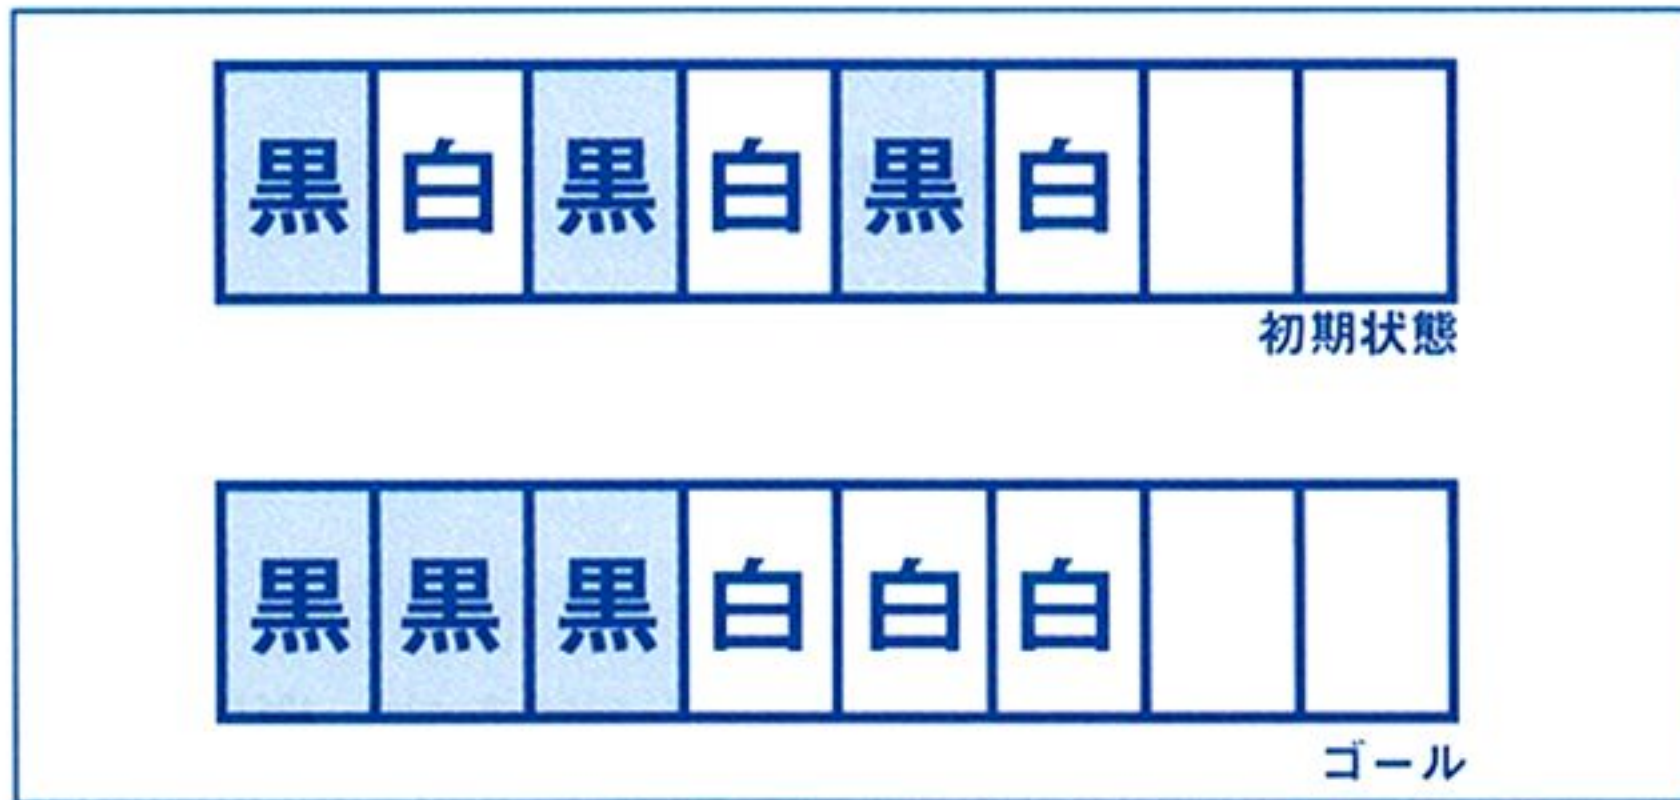 黒 白 黒 白 黒 白
初期状態
黒 黒 黒 白 白 白
ゴール